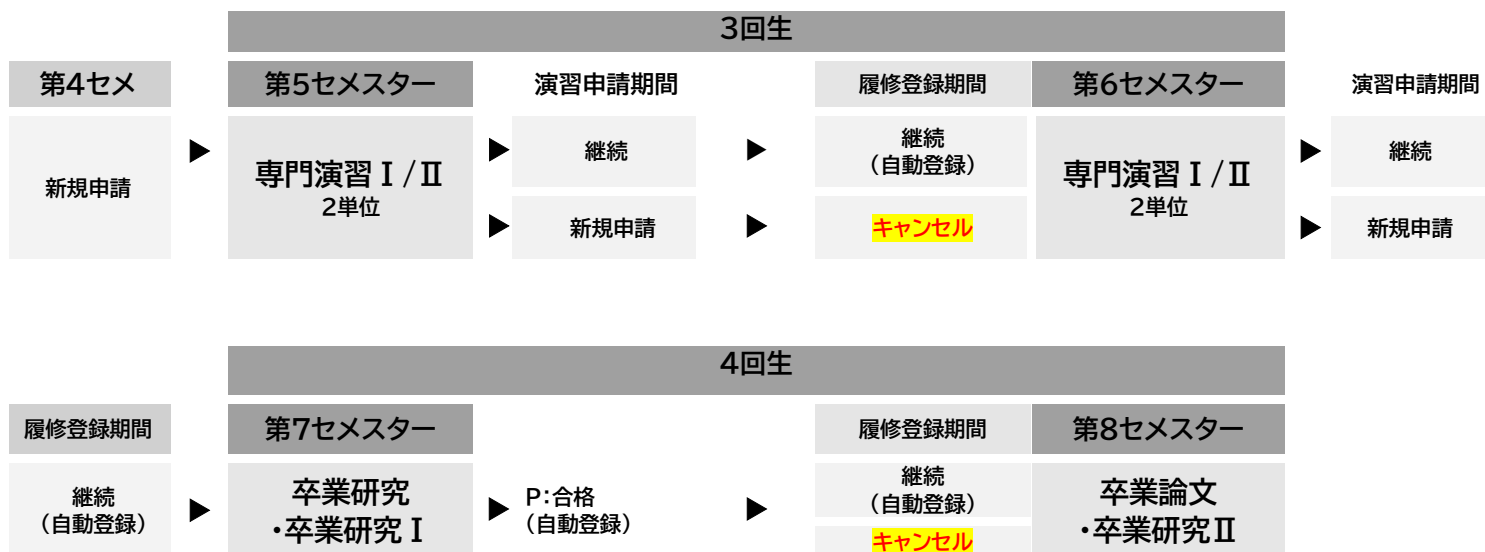 3回生
第4セメ
第5セメスター
演習申請期間
履修登録期間
第6セメスター
演習申請期間
新規申請
専門演習Ⅰ/Ⅱ
2単位
継続
新規申請
継続
(自動登録)
キャンセル
専門演習Ⅰ/Ⅱ
2単位
継続
新規申請
4回生
履修登録期間
第7セメスター
履修登録期間
第8セメスター
継続
(自動登録)
卒業研究
・卒業研究Ⅰ
P:合格
(自動登録)
継続
(自動登録)
キャンセル
卒業論文
・卒業研究Ⅱ